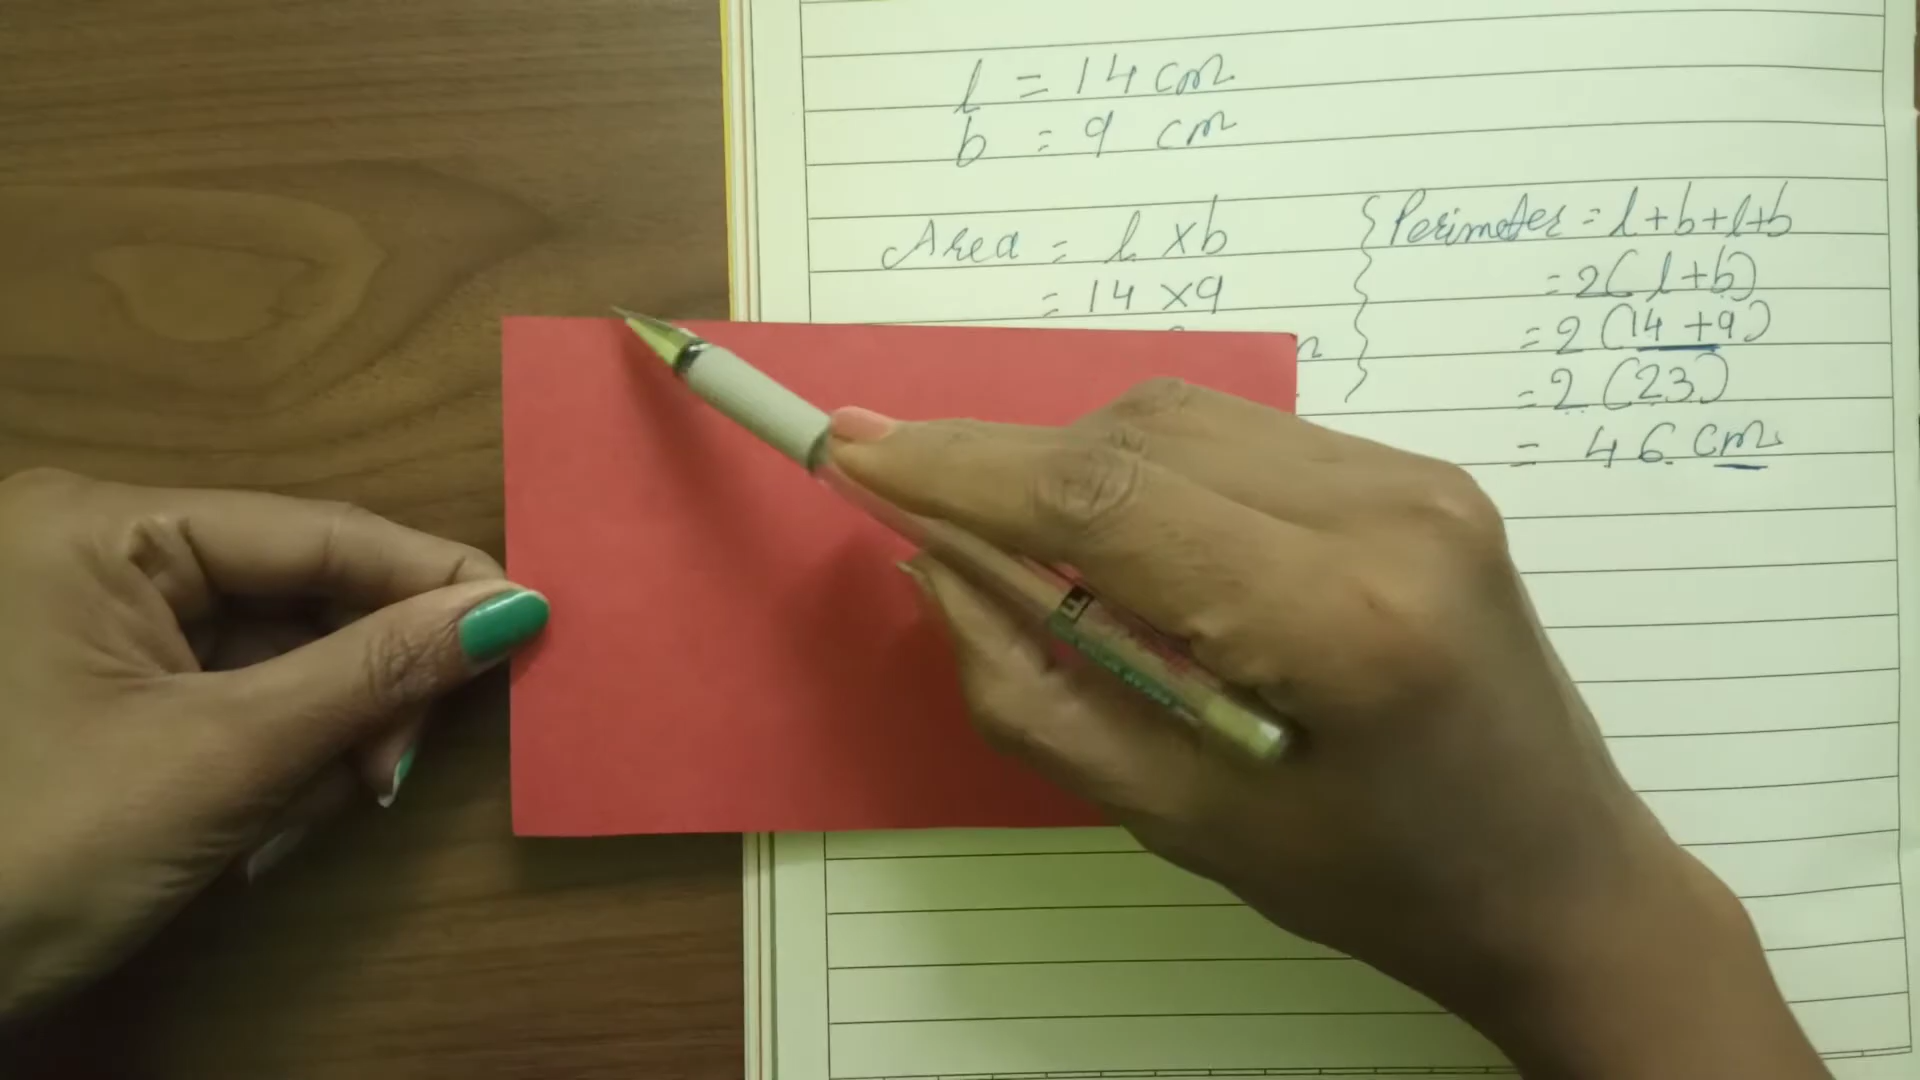 l = 14 cm
b = 9 cm
Area = l x b
= 14 x 9
Perimeter = l+b+l+b
= 2(l+b)
= 2(14+9)
= 2(23)
= 46 cm